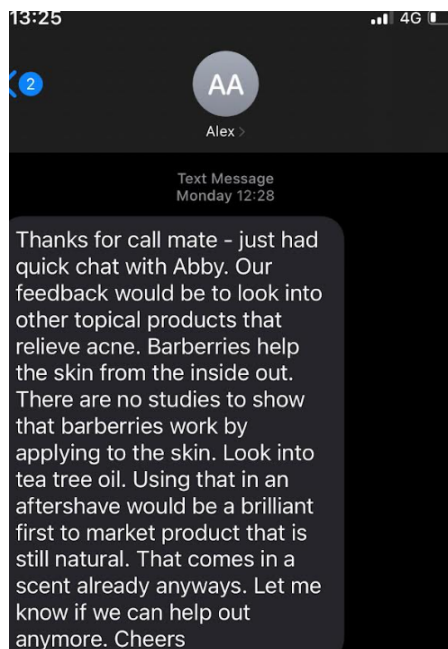 13:25
4G
2
AA
Alex
Text Message
Monday 12:28
Thanks for call mate - just had
quick chat with Abby. Our
feedback would be to look into
other topical products that
relieve acne. Barberries help
the skin from the inside out.
There are no studies to show
that barberries work by
applying to the skin. Look into
tea tree oil. Using that in an
aftershave would be a brilliant
first to market product that is
still natural. That comes in a
scent already anyways. Let me
know if we can help out
anymore. Cheers